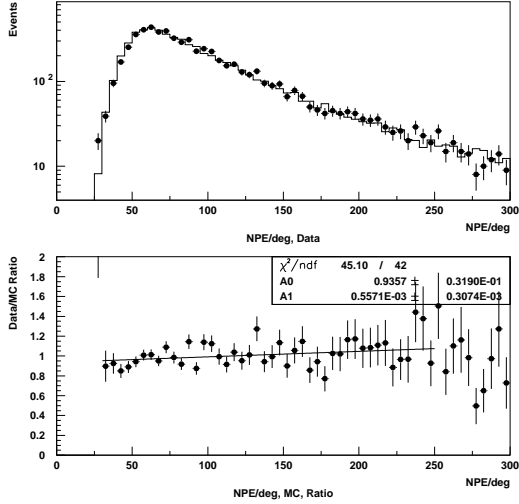 Events
10 2
10
0 50 100 150 200 250 300
NPE/deg
NPE/deg, Data
Data/MC Ratio
2
1.8
1.6
1.4
1.2
1
0.8
0.6
0.4
0.2
0
χ²/ndf 45.10 / 42
A0 0.9357 ± 0.3190E-01
A1 0.5571E-03 ± 0.3074E-03
0 50 100 150 200 250 300
NPE/deg
NPE/deg, MC, Ratio